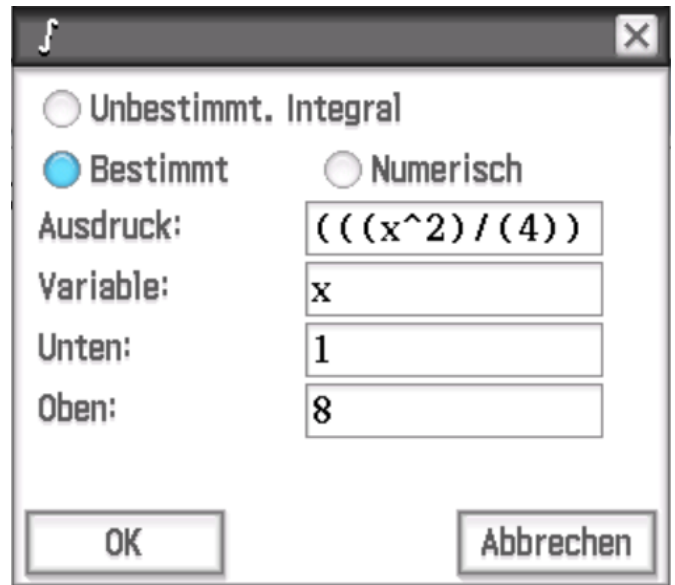 ∫
Unbestimmt. Integral
Bestimmt Numerisch
Ausdruck: (((x^2)/(4))
Variable: x
Unten: 1
Oben: 8
OK Abbrechen